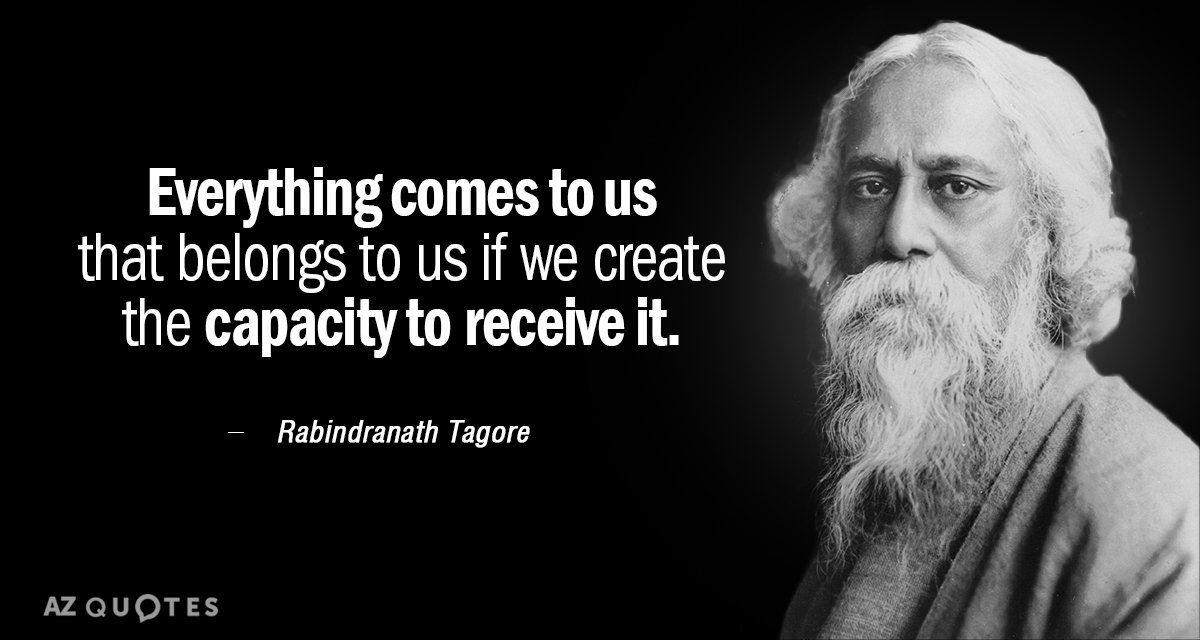 Everything comes to us
that belongs to us if we create
the capacity to receive it.
– Rabindranath Tagore
AZ QUOTES